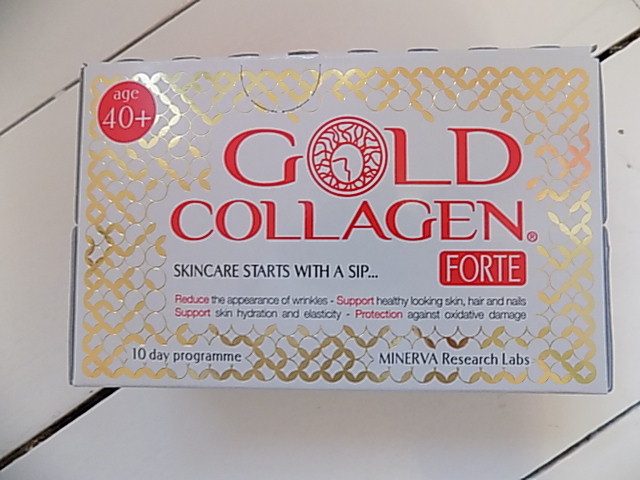 age
40+
GOLD
COLLAGEN®
FORTE
SKINCARE STARTS WITH A SIP...
Reduce the appearance of wrinkles - Support healthy looking skin, hair and nails
Support skin hydration and elasticity - Protection against oxidative damage
10 day programme
MINERVA Research Labs